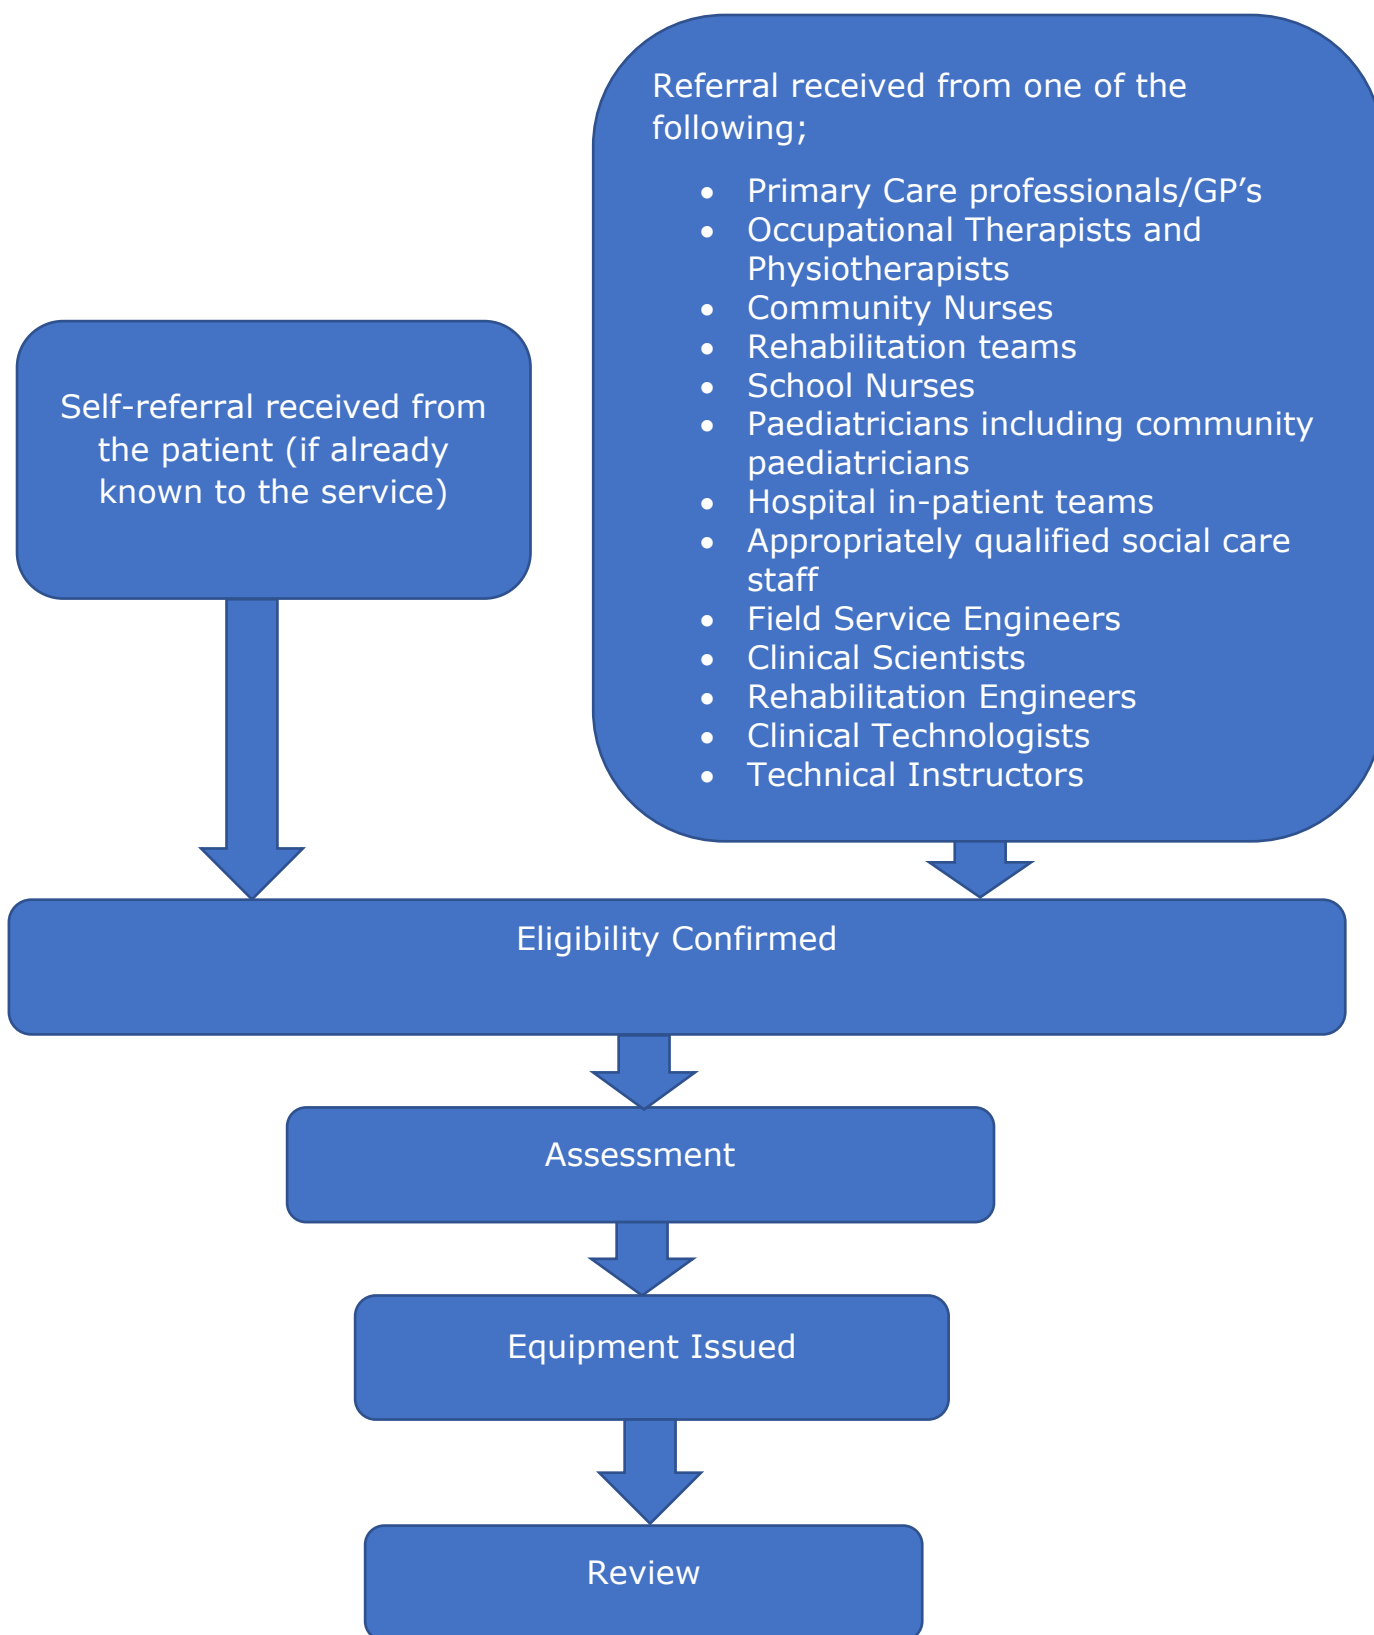 Referral received from one of the
following;
• Primary Care professionals/GP’s
• Occupational Therapists and
Physiotherapists
• Community Nurses
• Rehabilitation teams
• School Nurses
• Paediatricians including community
paediatricians
• Hospital in-patient teams
• Appropriately qualified social care
staff
• Field Service Engineers
• Clinical Scientists
• Rehabilitation Engineers
• Clinical Technologists
• Technical Instructors
Self-referral received from
the patient (if already
known to the service)
Eligibility Confirmed
Assessment
Equipment Issued
Review